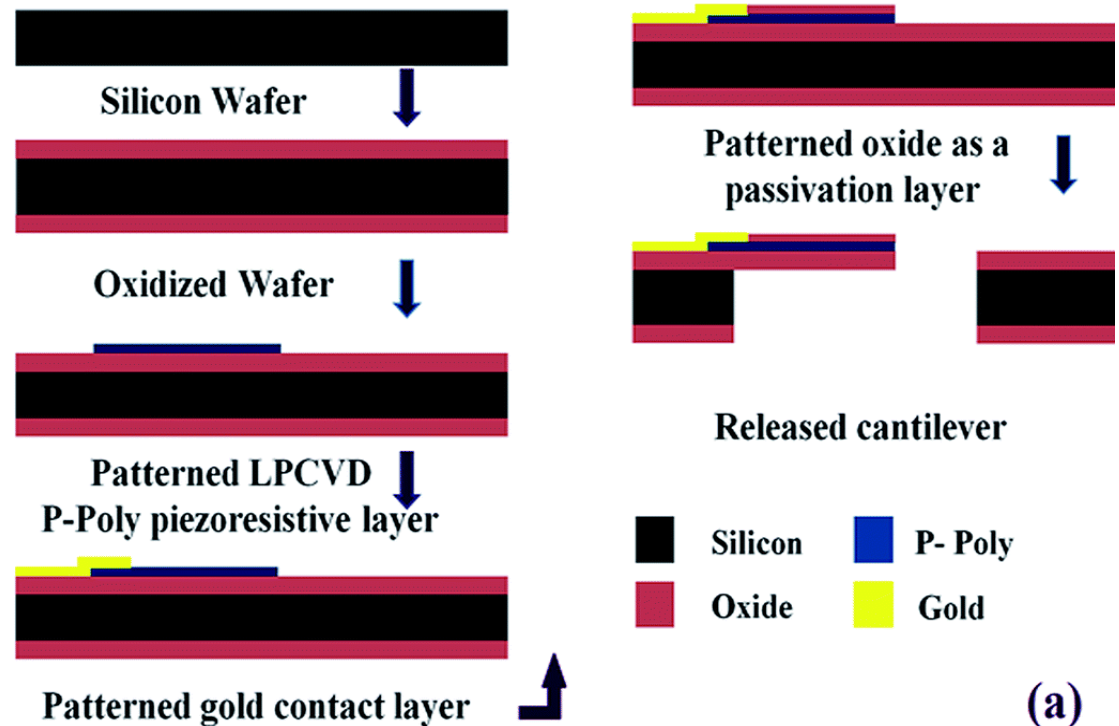 Silicon Wafer
Oxidized Wafer
Patterned LPCVD
P-Poly piezoresistive layer
Patterned gold contact layer
Patterned oxide as a
passivation layer
Released cantilever
Silicon
P- Poly
Oxide
Gold
(a)